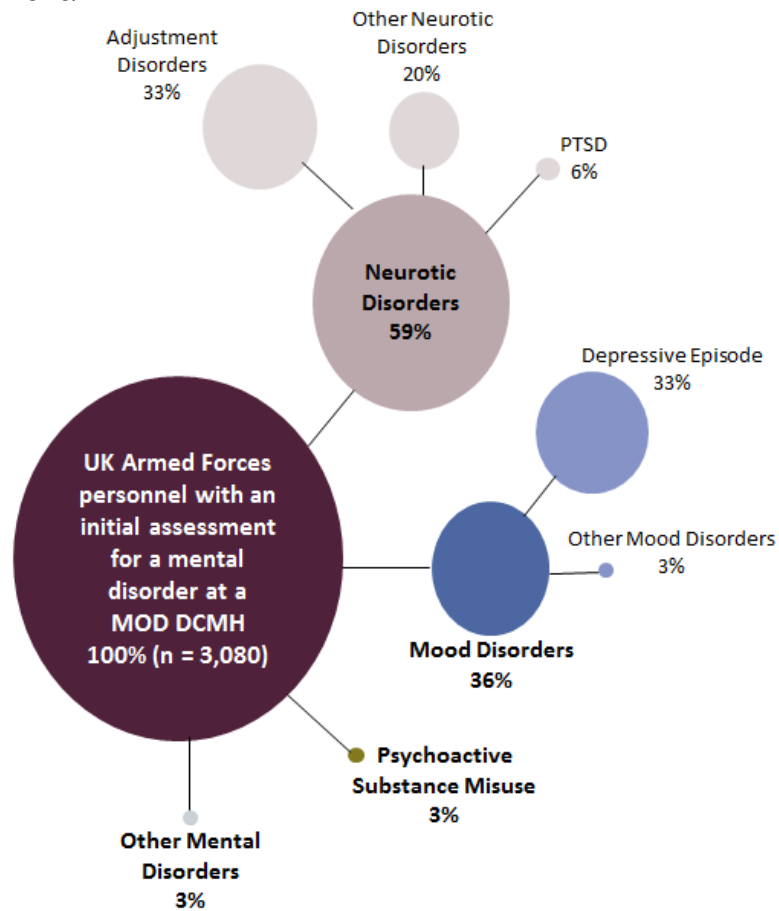 Other Neurotic
Disorders
20%
Adjustment
Disorders
33%
PTSD
6%
Neurotic
Disorders
59%
Depressive Episode
33%
UK Armed Forces
personnel with an
initial assessment
for a mental
disorder at a
MOD DCMH
100% (n = 3,080)
Other Mood Disorders
3%
Mood Disorders
36%
Psychoactive
Substance Misuse
3%
Other Mental
Disorders
3%